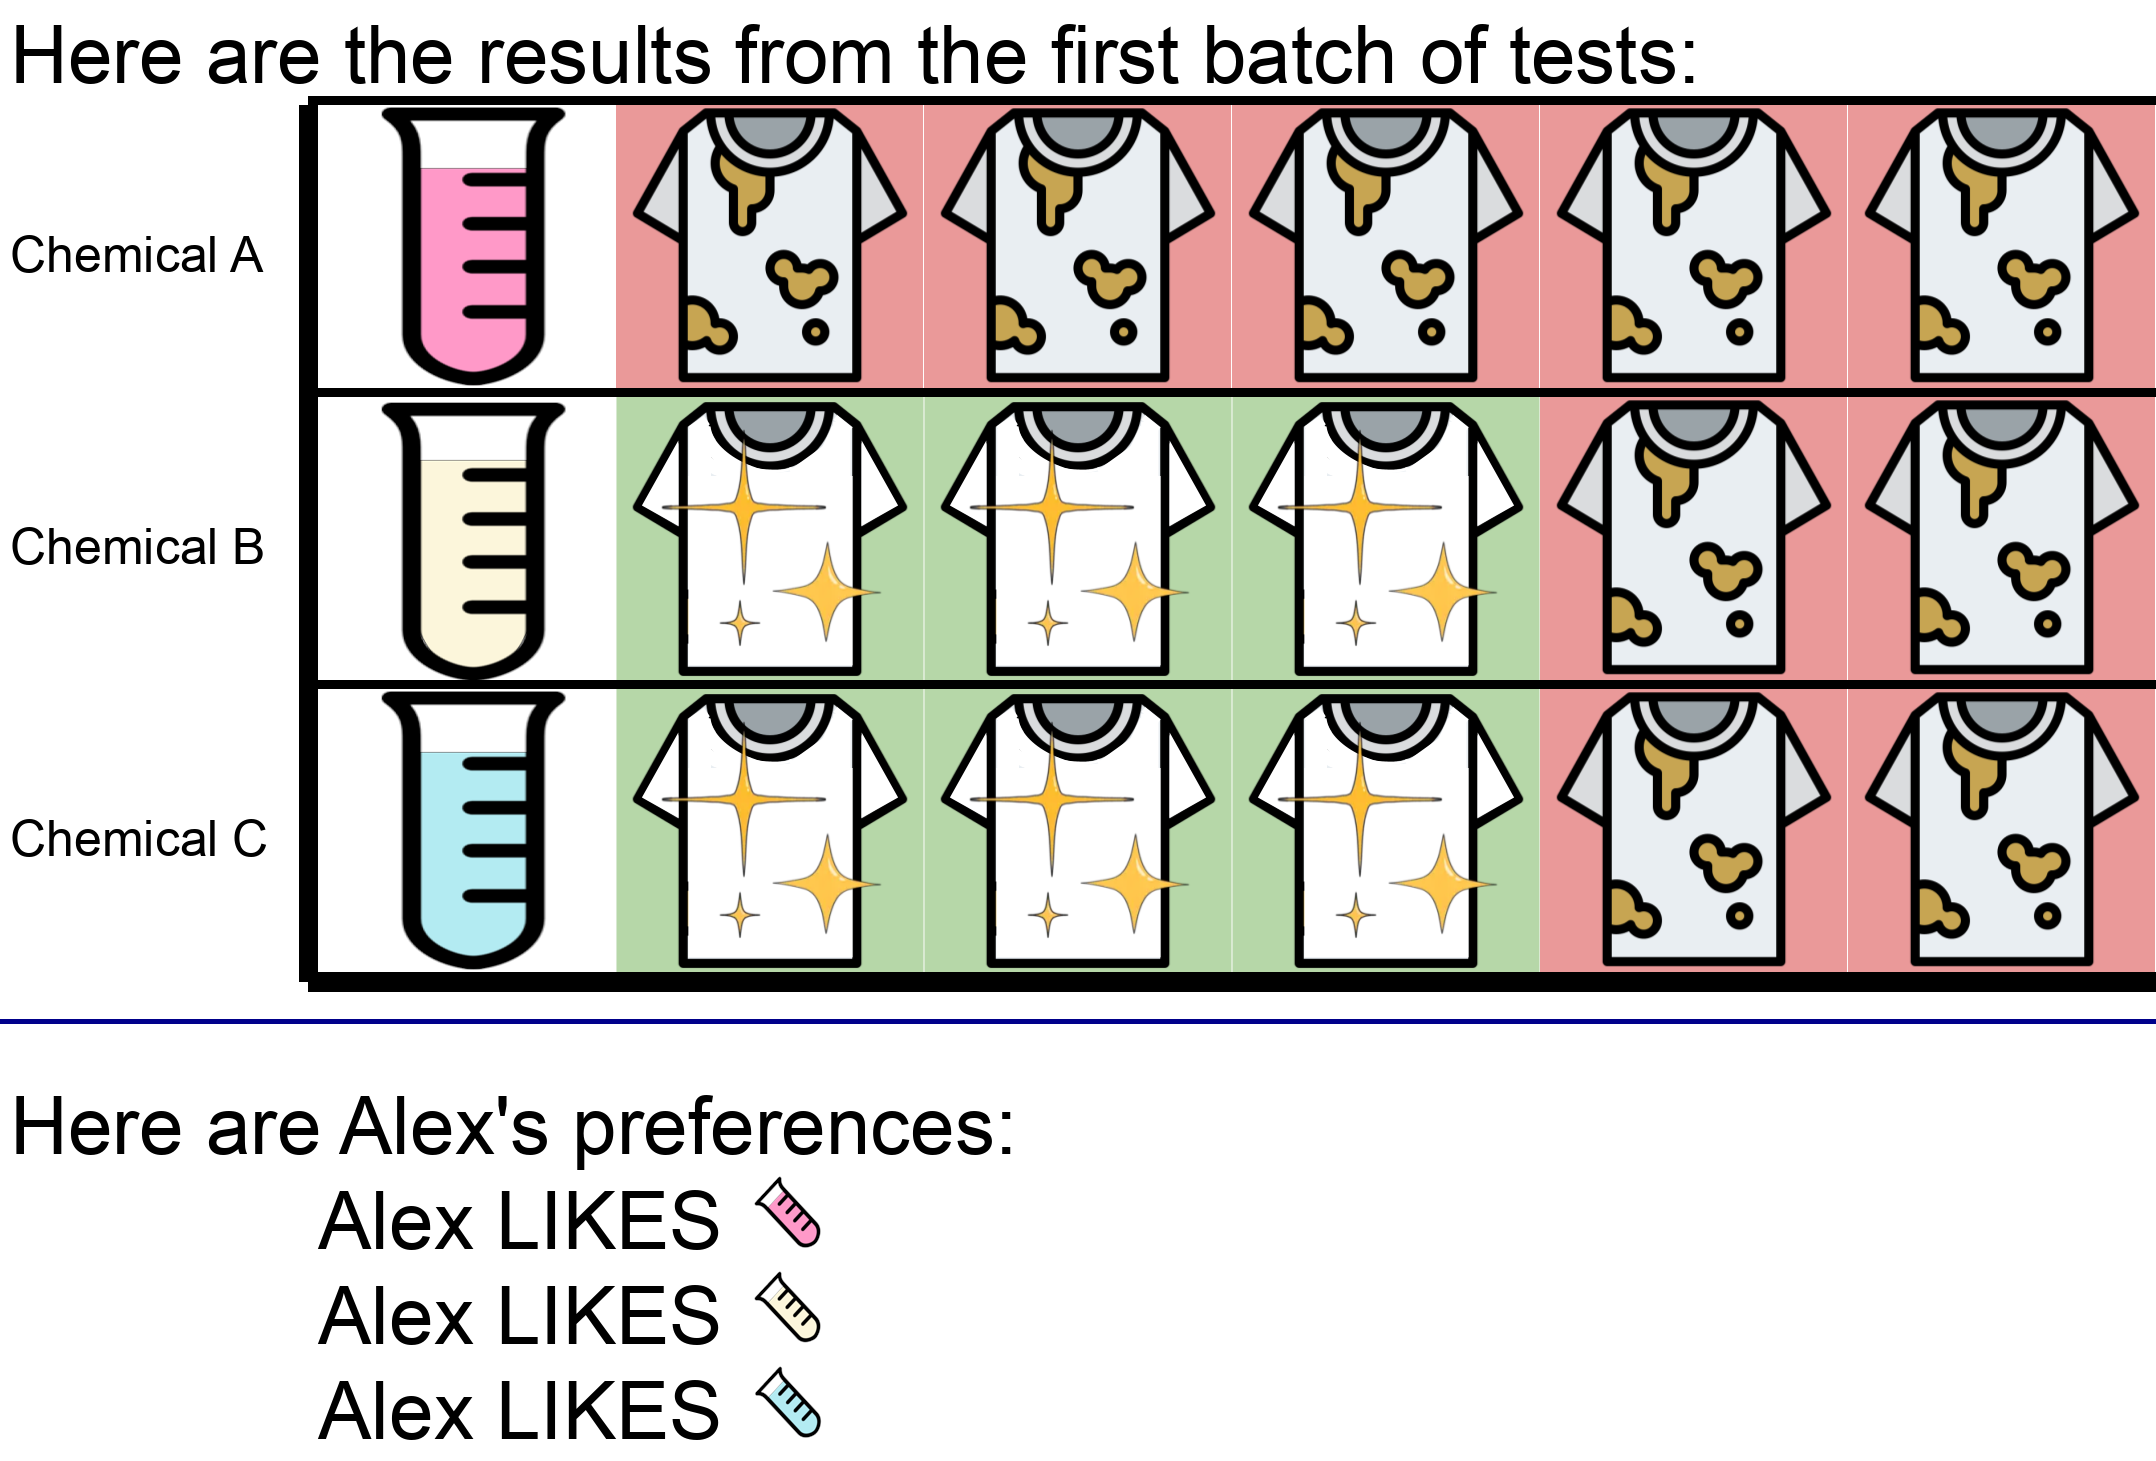 Here are the results from the first batch of tests:
Chemical A
Chemical B
Chemical C
Here are Alex's preferences:
Alex LIKES
Alex LIKES
Alex LIKES